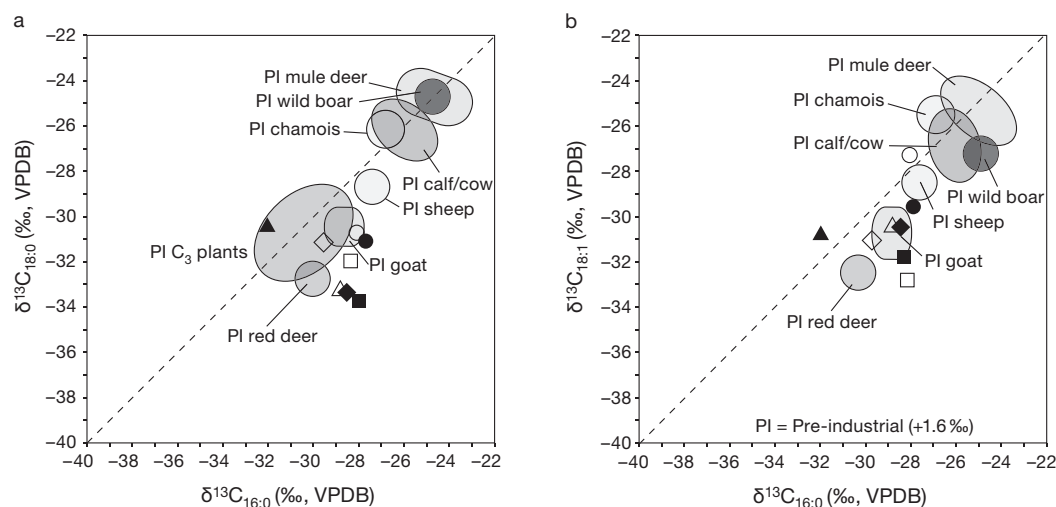 a
δ¹³C₁₈:₀ (‰, VPDB)
−22
−24
−26
−28
−30
−32
−34
−36
−38
−40
PI mule deer
PI wild boar
PI chamois
PI calf/cow
PI sheep
PI C₃ plants
PI goat
PI red deer
−40 −38 −36 −34 −32 −30 −28 −26 −24 −22
δ¹³C₁₆:₀ (‰, VPDB)
b
δ¹³C₁₈:₁ (‰, VPDB)
−22
−24
−26
−28
−30
−32
−34
−36
−38
−40
PI mule deer
PI chamois
PI calf/cow
PI wild boar
PI sheep
PI goat
PI red deer
PI = Pre-industrial (+1.6 ‰)
−40 −38 −36 −34 −32 −30 −28 −26 −24 −22
δ¹³C₁₆:₀ (‰, VPDB)